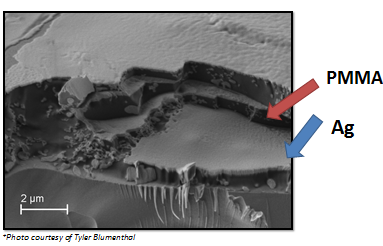 PMMA
Ag
2 µm
*Photo courtesy of Tyler Blumenthal